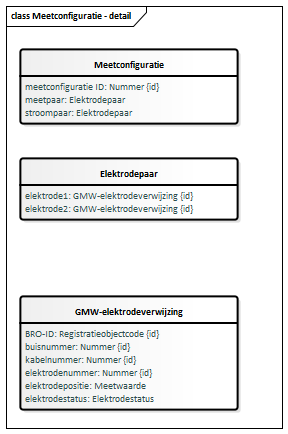 class Meetconfiguratie - detail
Meetconfiguratie
meetconfiguratie ID: Nummer {id}
meetpaar: Elektrodepaar
stroompaar: Elektrodepaar
Elektrodepaar
elektrode1: GMW-elektrodeverwijzing {id}
elektrode2: GMW-elektrodeverwijzing {id}
GMW-elektrodeverwijzing
BRO-ID: Registratieobjectcode {id}
buisnummer: Nummer {id}
kabelnummer: Nummer {id}
elektrodenummer: Nummer {id}
elektrodepositie: Meetwaarde
elektrodestatus: Elektrodestatus